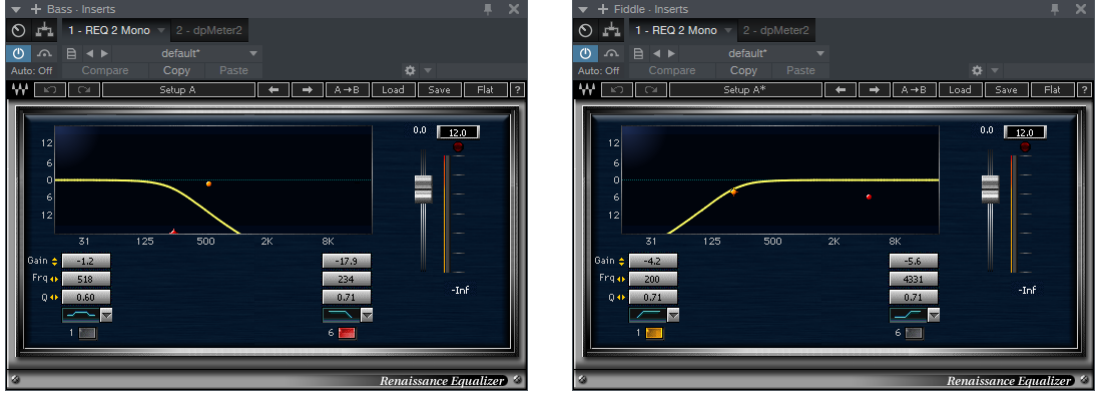 Bass - Inserts
1 - REQ 2 Mono 2 - dpMeter2
default*
Auto: Off Compare Copy Paste
Setup A A→B Load Save Flat ?
0.0 12.0
12
6
0
6
12
31 125 500 2K 8K
Gain -1.2 -17.9
Frq 518 234
Q 0.60 0.71
-Inf
1 6
Renaissance Equalizer
Fiddle - Inserts
1 - REQ 2 Mono 2 - dpMeter2
default*
Auto: Off Compare Copy Paste
Setup A* A→B Load Save Flat ?
0.0 12.0
12
6
0
6
12
31 125 500 2K 8K
Gain -4.2 -5.6
Frq 200 4331
Q 0.71 0.71
-Inf
1 6
Renaissance Equalizer